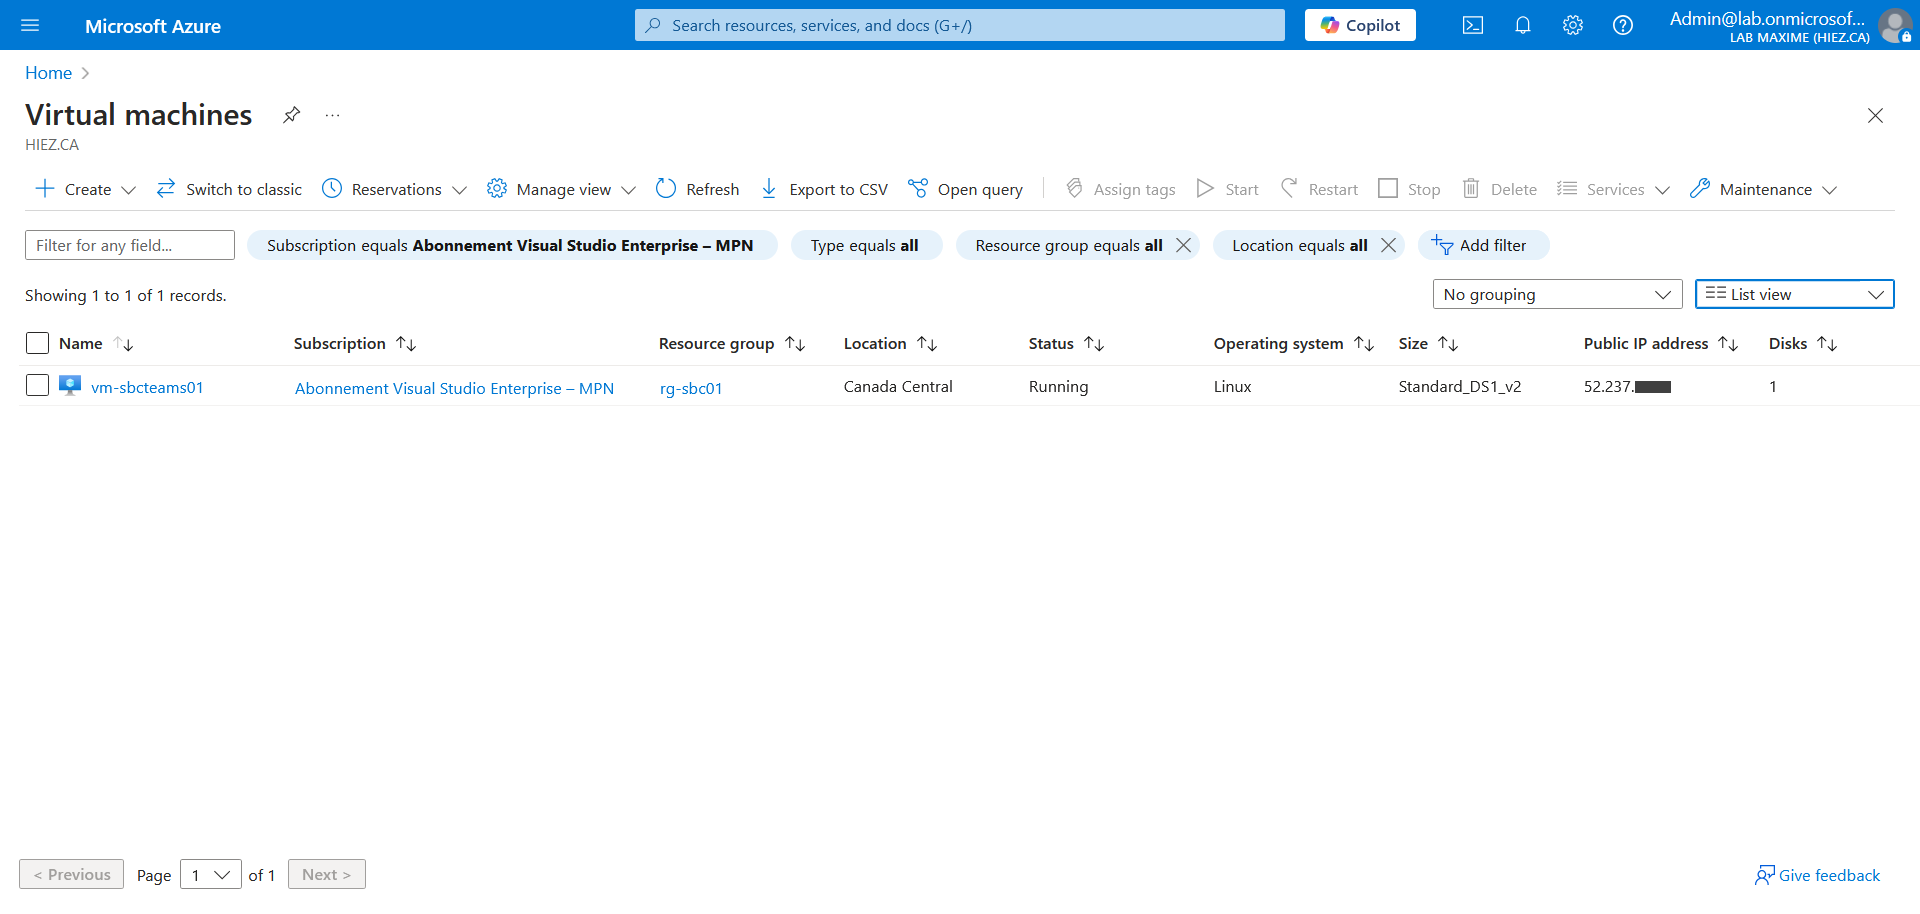 Microsoft Azure
Search resources, services, and docs (G+/)
Copilot
Admin@lab.onmicrosof...
LAB MAXIME (HIEZ.CA)
Home
Virtual machines
HIEZ.CA
Create
Switch to classic
Reservations
Manage view
Refresh
Export to CSV
Open query
Assign tags
Start
Restart
Stop
Delete
Services
Maintenance
Filter for any field...
Subscription equals Abonnement Visual Studio Enterprise – MPN
Type equals all
Resource group equals all
Location equals all
Add filter
Showing 1 to 1 of 1 records.
No grouping
List view
Name Subscription Resource group Location Status Operating system Size Public IP address Disks
vm-sbcteams01 Abonnement Visual Studio Enterprise – MPN rg-sbc01 Canada Central Running Linux Standard_DS1_v2 52.237. 1
< Previous Page 1 of 1 Next >
Give feedback